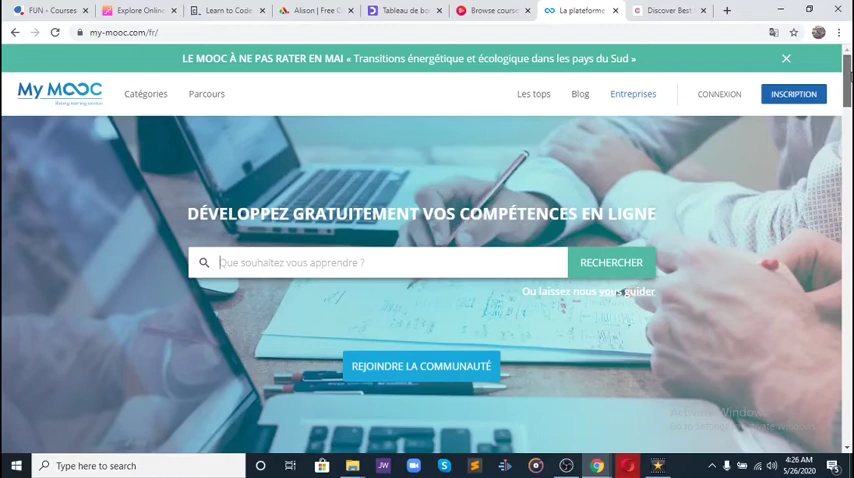 FUN - Courses
Explore Online
Learn to Code
Alison | Free O
Tableau de bo
Browse course
La plateforme
Discover Best
my-mooc.com/fr/
LE MOOC À NE PAS RATER EN MAI « Transitions énergétique et écologique dans les pays du Sud »
My MOOC
Catégories
Parcours
Les tops
Blog
Entreprises
CONNEXION
INSCRIPTION
DÉVELOPPEZ GRATUITEMENT VOS COMPÉTENCES EN LIGNE
Que souhaitez vous apprendre ?
RECHERCHER
Ou laissez nous vous guider
REJOINDRE LA COMMUNAUTÉ
Activate Windows
Go to Settings to activate Windows.
Type here to search
4:26 AM
5/26/2020